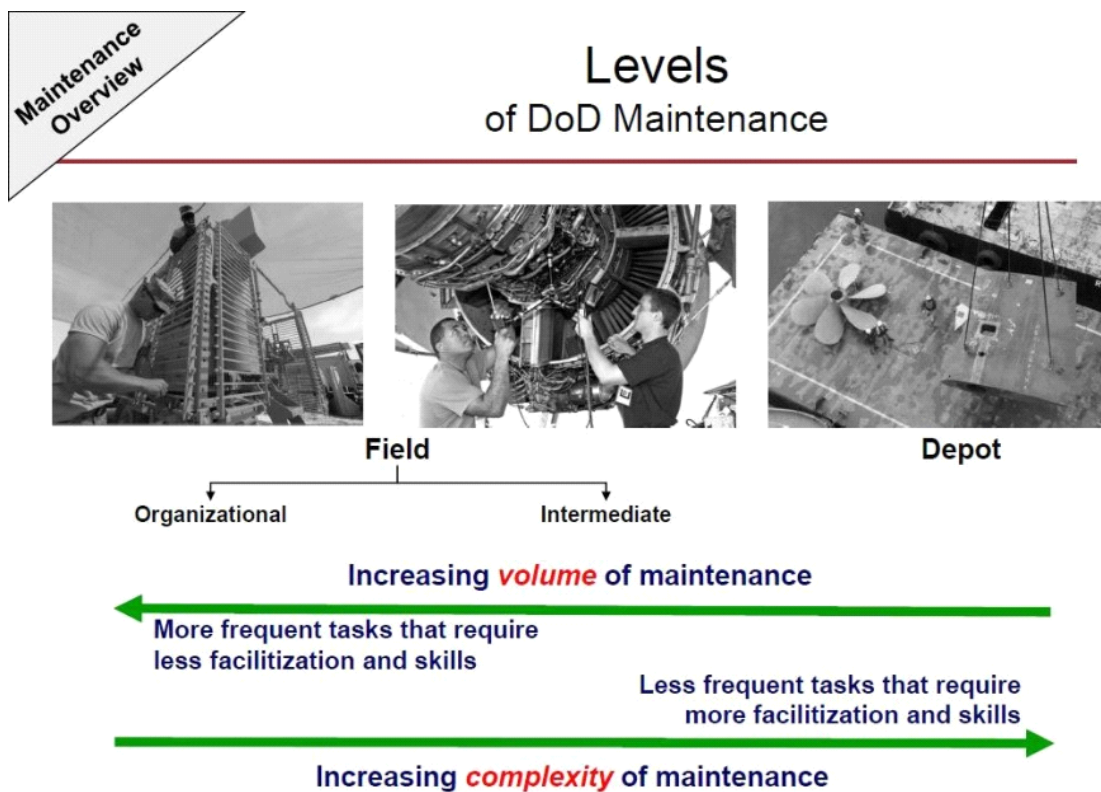 Maintenance
Overview
Levels
of DoD Maintenance
Field
Depot
Organizational
Intermediate
Increasing volume of maintenance
More frequent tasks that require
less facilitization and skills
Less frequent tasks that require
more facilitization and skills
Increasing complexity of maintenance